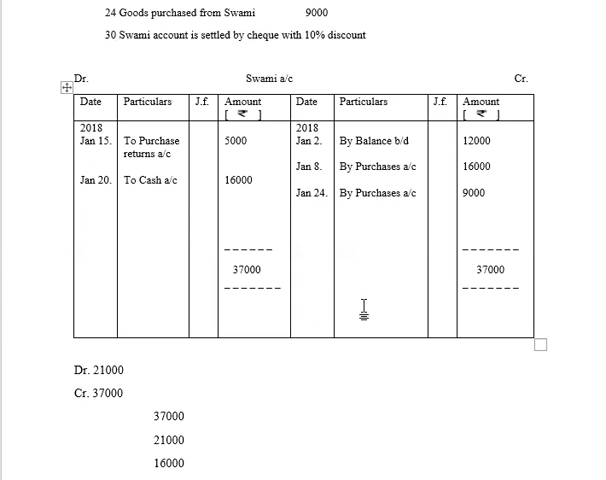 24 Goods purchased from Swami 9000
30 Swami account is settled by cheque with 10% discount
Dr. Swami a/c Cr.
Date Particulars J.f. Amount Date Particulars J.f. Amount
[ ₹ ] [ ₹ ]
2018 2018
Jan 15. To Purchase 5000 Jan 2. By Balance b/d 12000
returns a/c
Jan 8. By Purchases a/c 16000
Jan 20. To Cash a/c 16000
Jan 24. By Purchases a/c 9000
37000 37000
Dr. 21000
Cr. 37000
37000
21000
16000